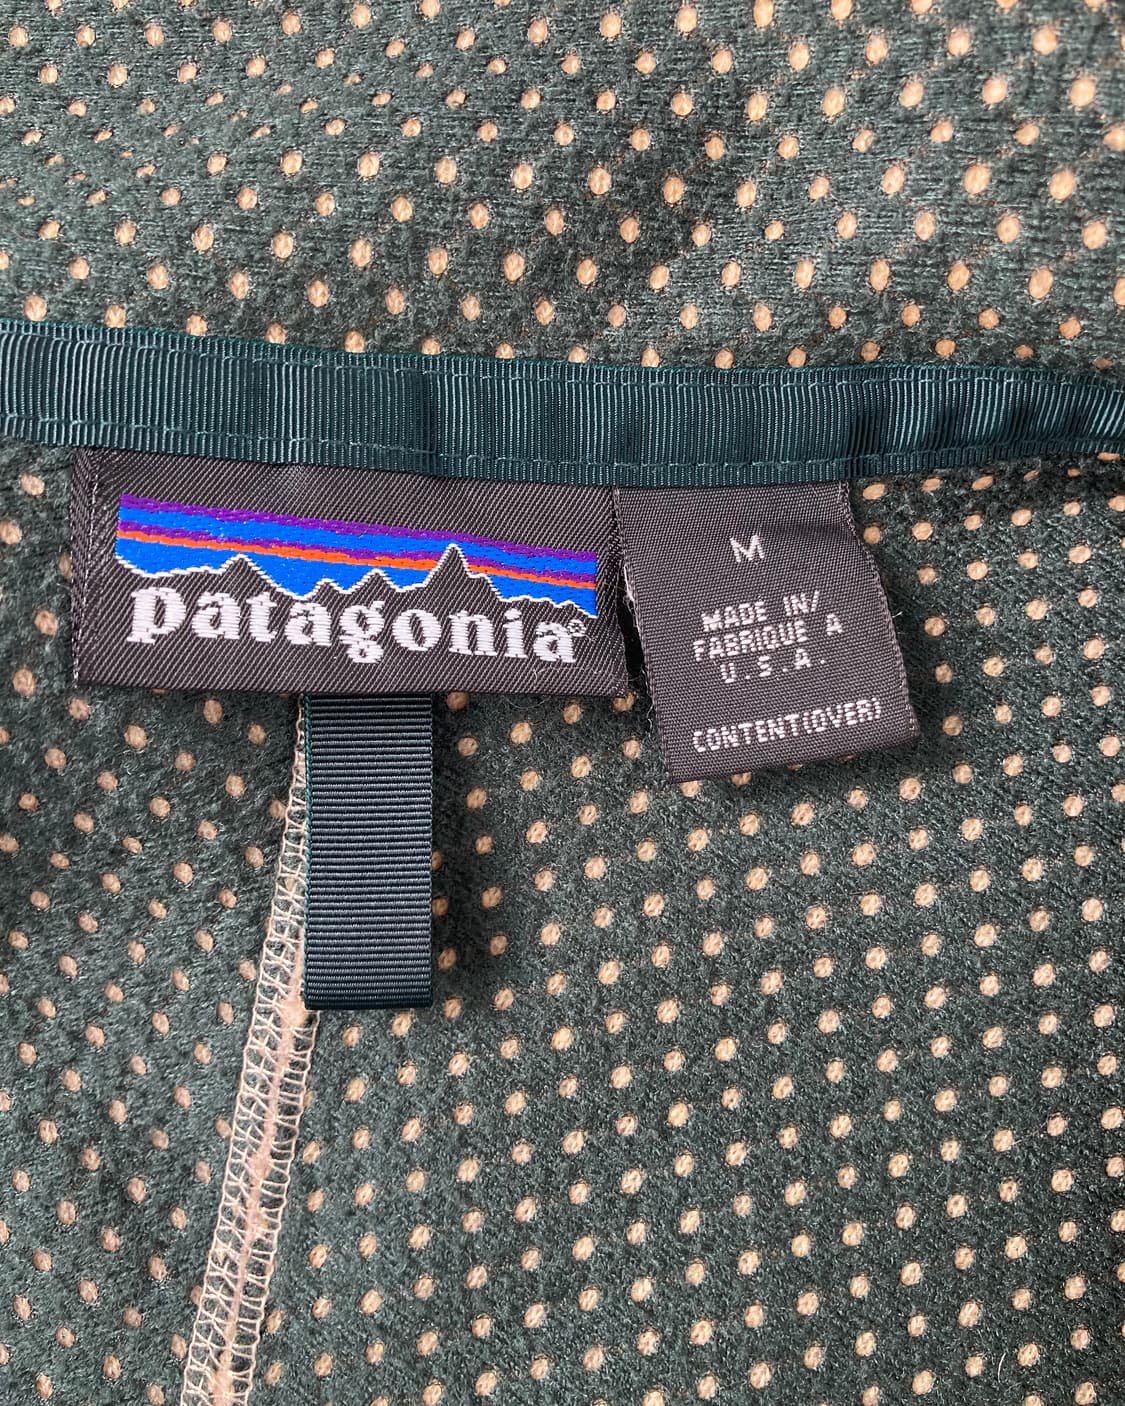 patagonia®
M
MADE IN/
FABRIQUE A
U.S.A.
CONTENT(OVER)